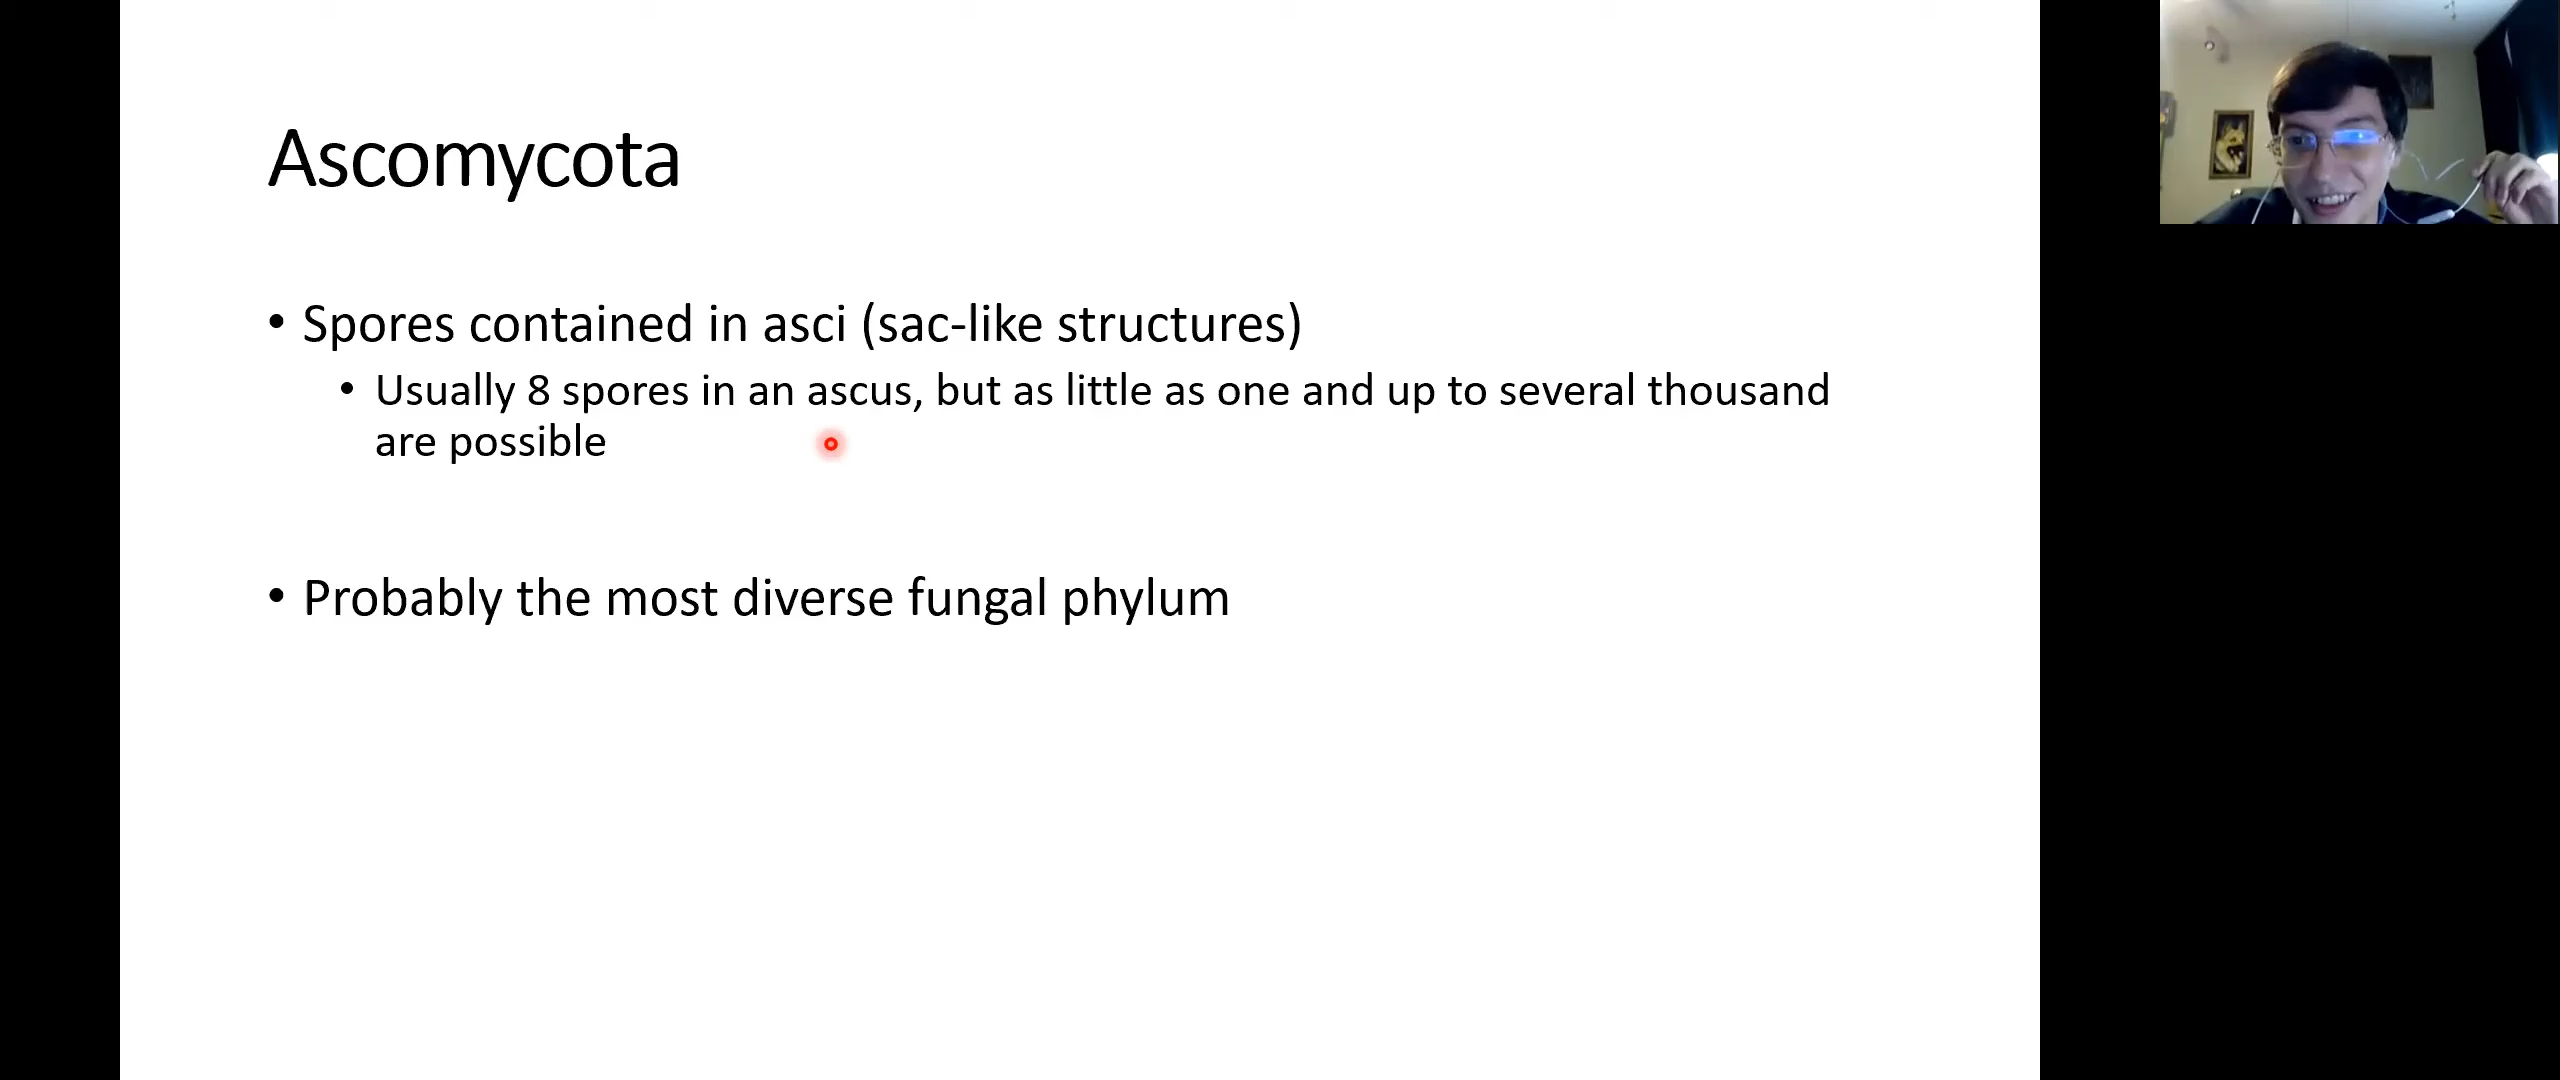 Ascomycota
• Spores contained in asci (sac-like structures)
• Usually 8 spores in an ascus, but as little as one and up to several thousand
are possible
• Probably the most diverse fungal phylum